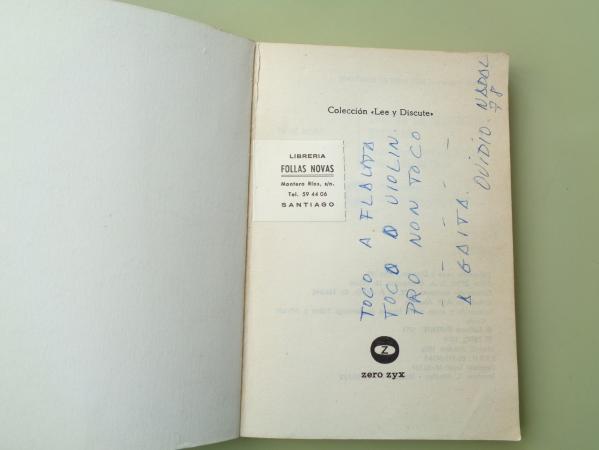 Colección «Lee y Discute»
LIBRERIA
FOLLAS NOVAS
Montero Ríos, s/n.
Tel. 59 44 06
SANTIAGO
TOCO A FLAUTA
TOCO O VIOLIN.
PRO NON TOCO
- - - - -
A GAITA.
OVIDIO. NADAL
78
Z
zero zyx